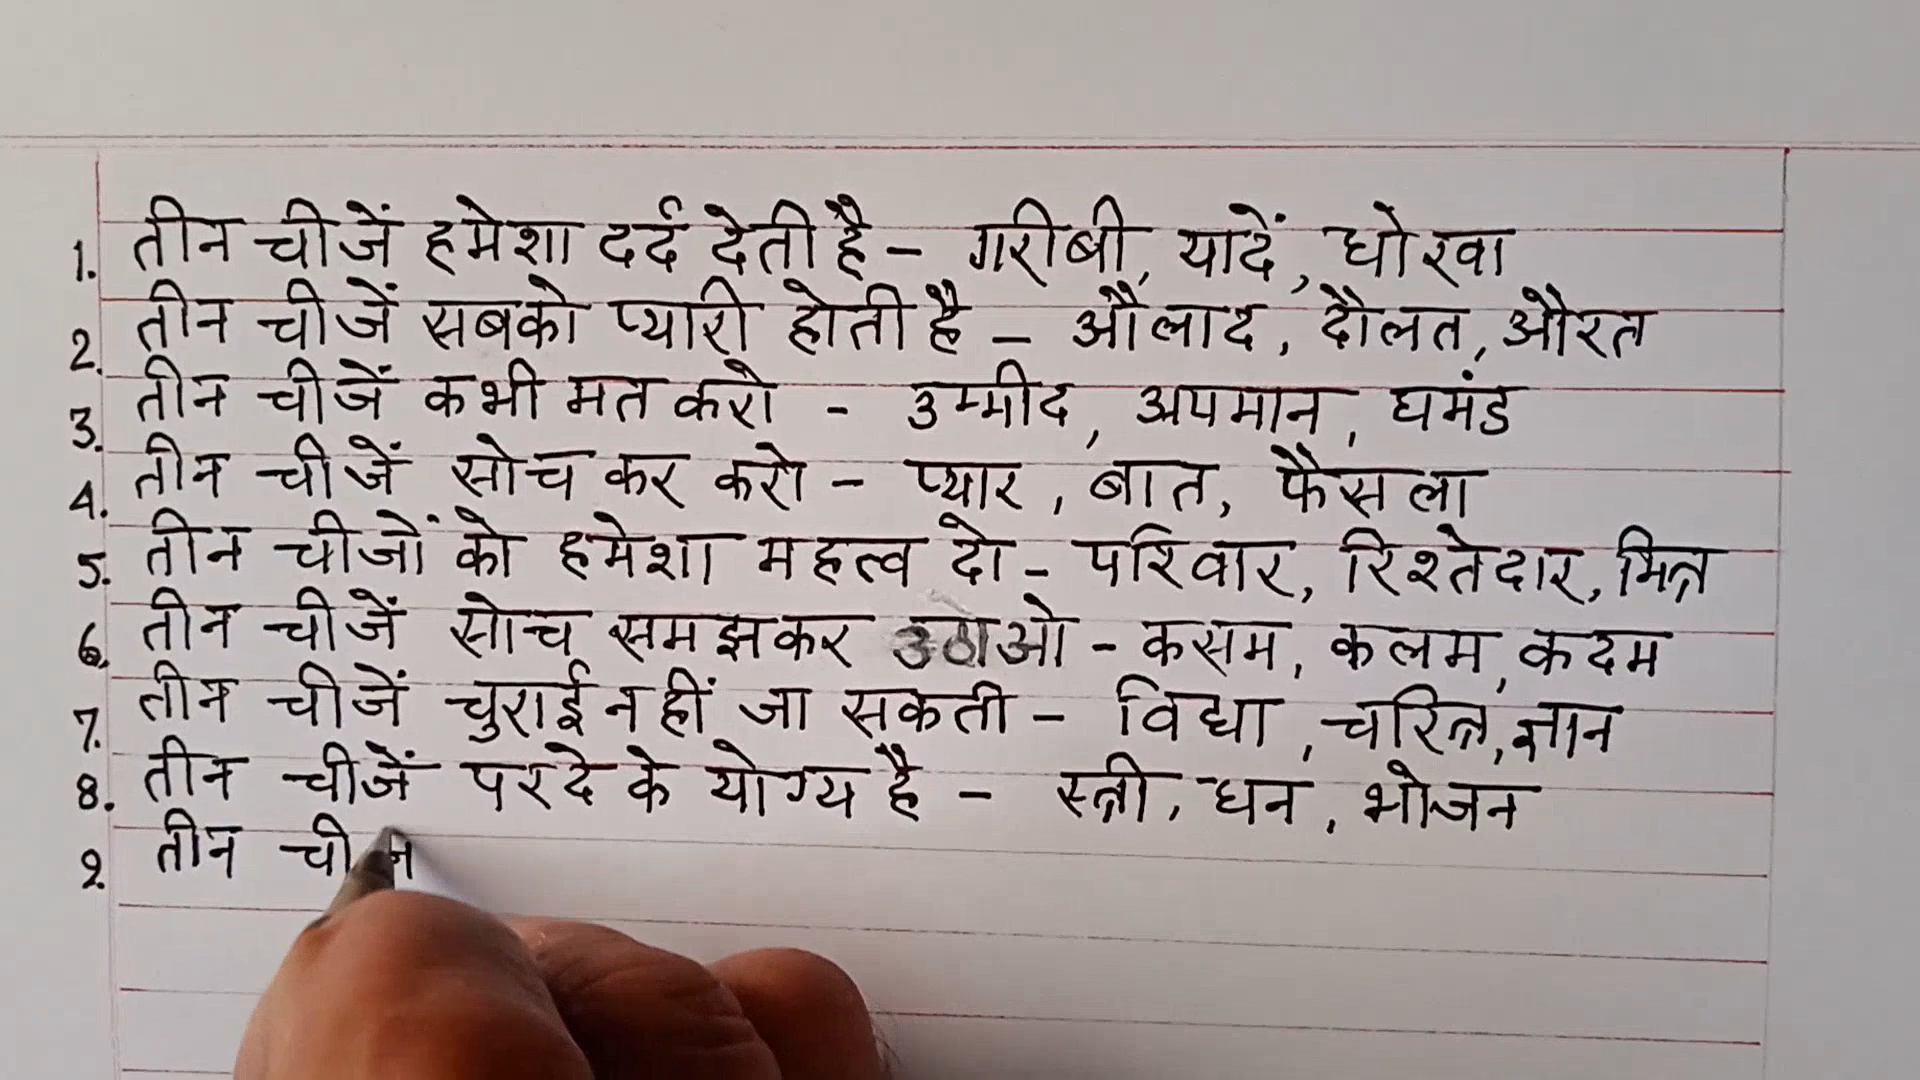 1. तीन चीजें हमेशा दर्द देती है - गरीबी, यादें, धोखा
2. तीन चीजें सबको प्यारी होती है - औलाद, दौलत, औरत
3. तीन चीजें कभी मत करो - उम्मीद, अपमान, घमंड
4. तीन चीजें सोच कर करो - प्यार, बात, फैसला
5. तीन चीजों को हमेशा महत्व दो - परिवार, रिश्तेदार, मित्र
6. तीन चीजें सोच समझकर उठाओ - कसम, कलम, कदम
7. तीन चीजें चुराई नहीं जा सकती - विद्या, चरित्र, ज्ञान
8. तीन चीजें परदे के योग्य है - स्त्री, धन, भोजन
9. तीन